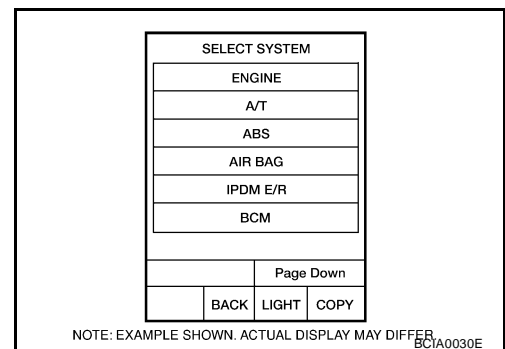 SELECT SYSTEM
ENGINE
A/T
ABS
AIR BAG
IPDM E/R
BCM
Page Down
BACK LIGHT COPY
NOTE: EXAMPLE SHOWN. ACTUAL DISPLAY MAY DIFFER
BCIA0030E